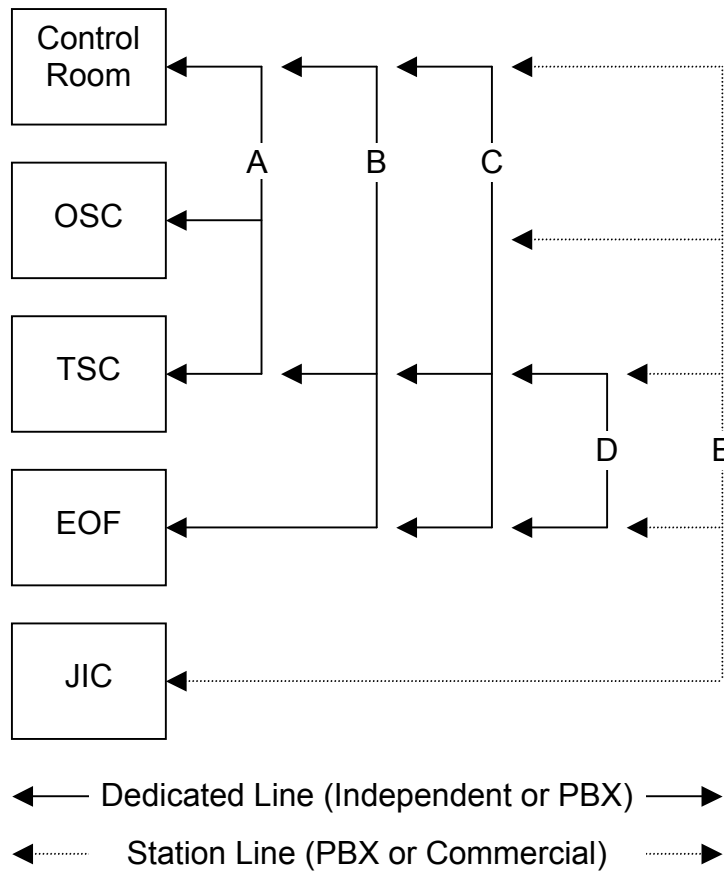 Control
Room
A
B
C
OSC
TSC
D
E
EOF
JIC
Dedicated Line (Independent or PBX)
Station Line (PBX or Commercial)